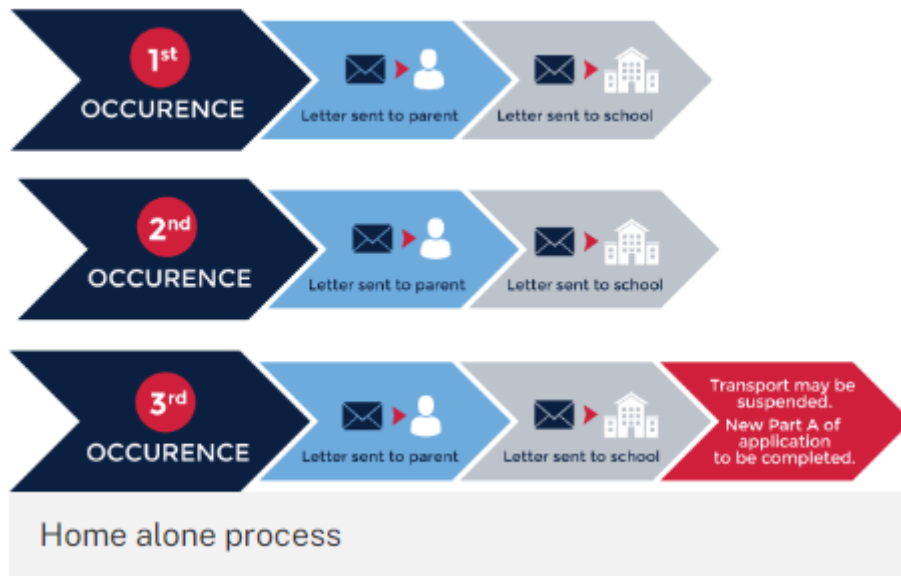 1st
OCCURENCE
Letter sent to parent
Letter sent to school
2nd
OCCURENCE
Letter sent to parent
Letter sent to school
3rd
OCCURENCE
Letter sent to parent
Letter sent to school
Transport may be
suspended.
New Part A of
application
to be completed.
Home alone process